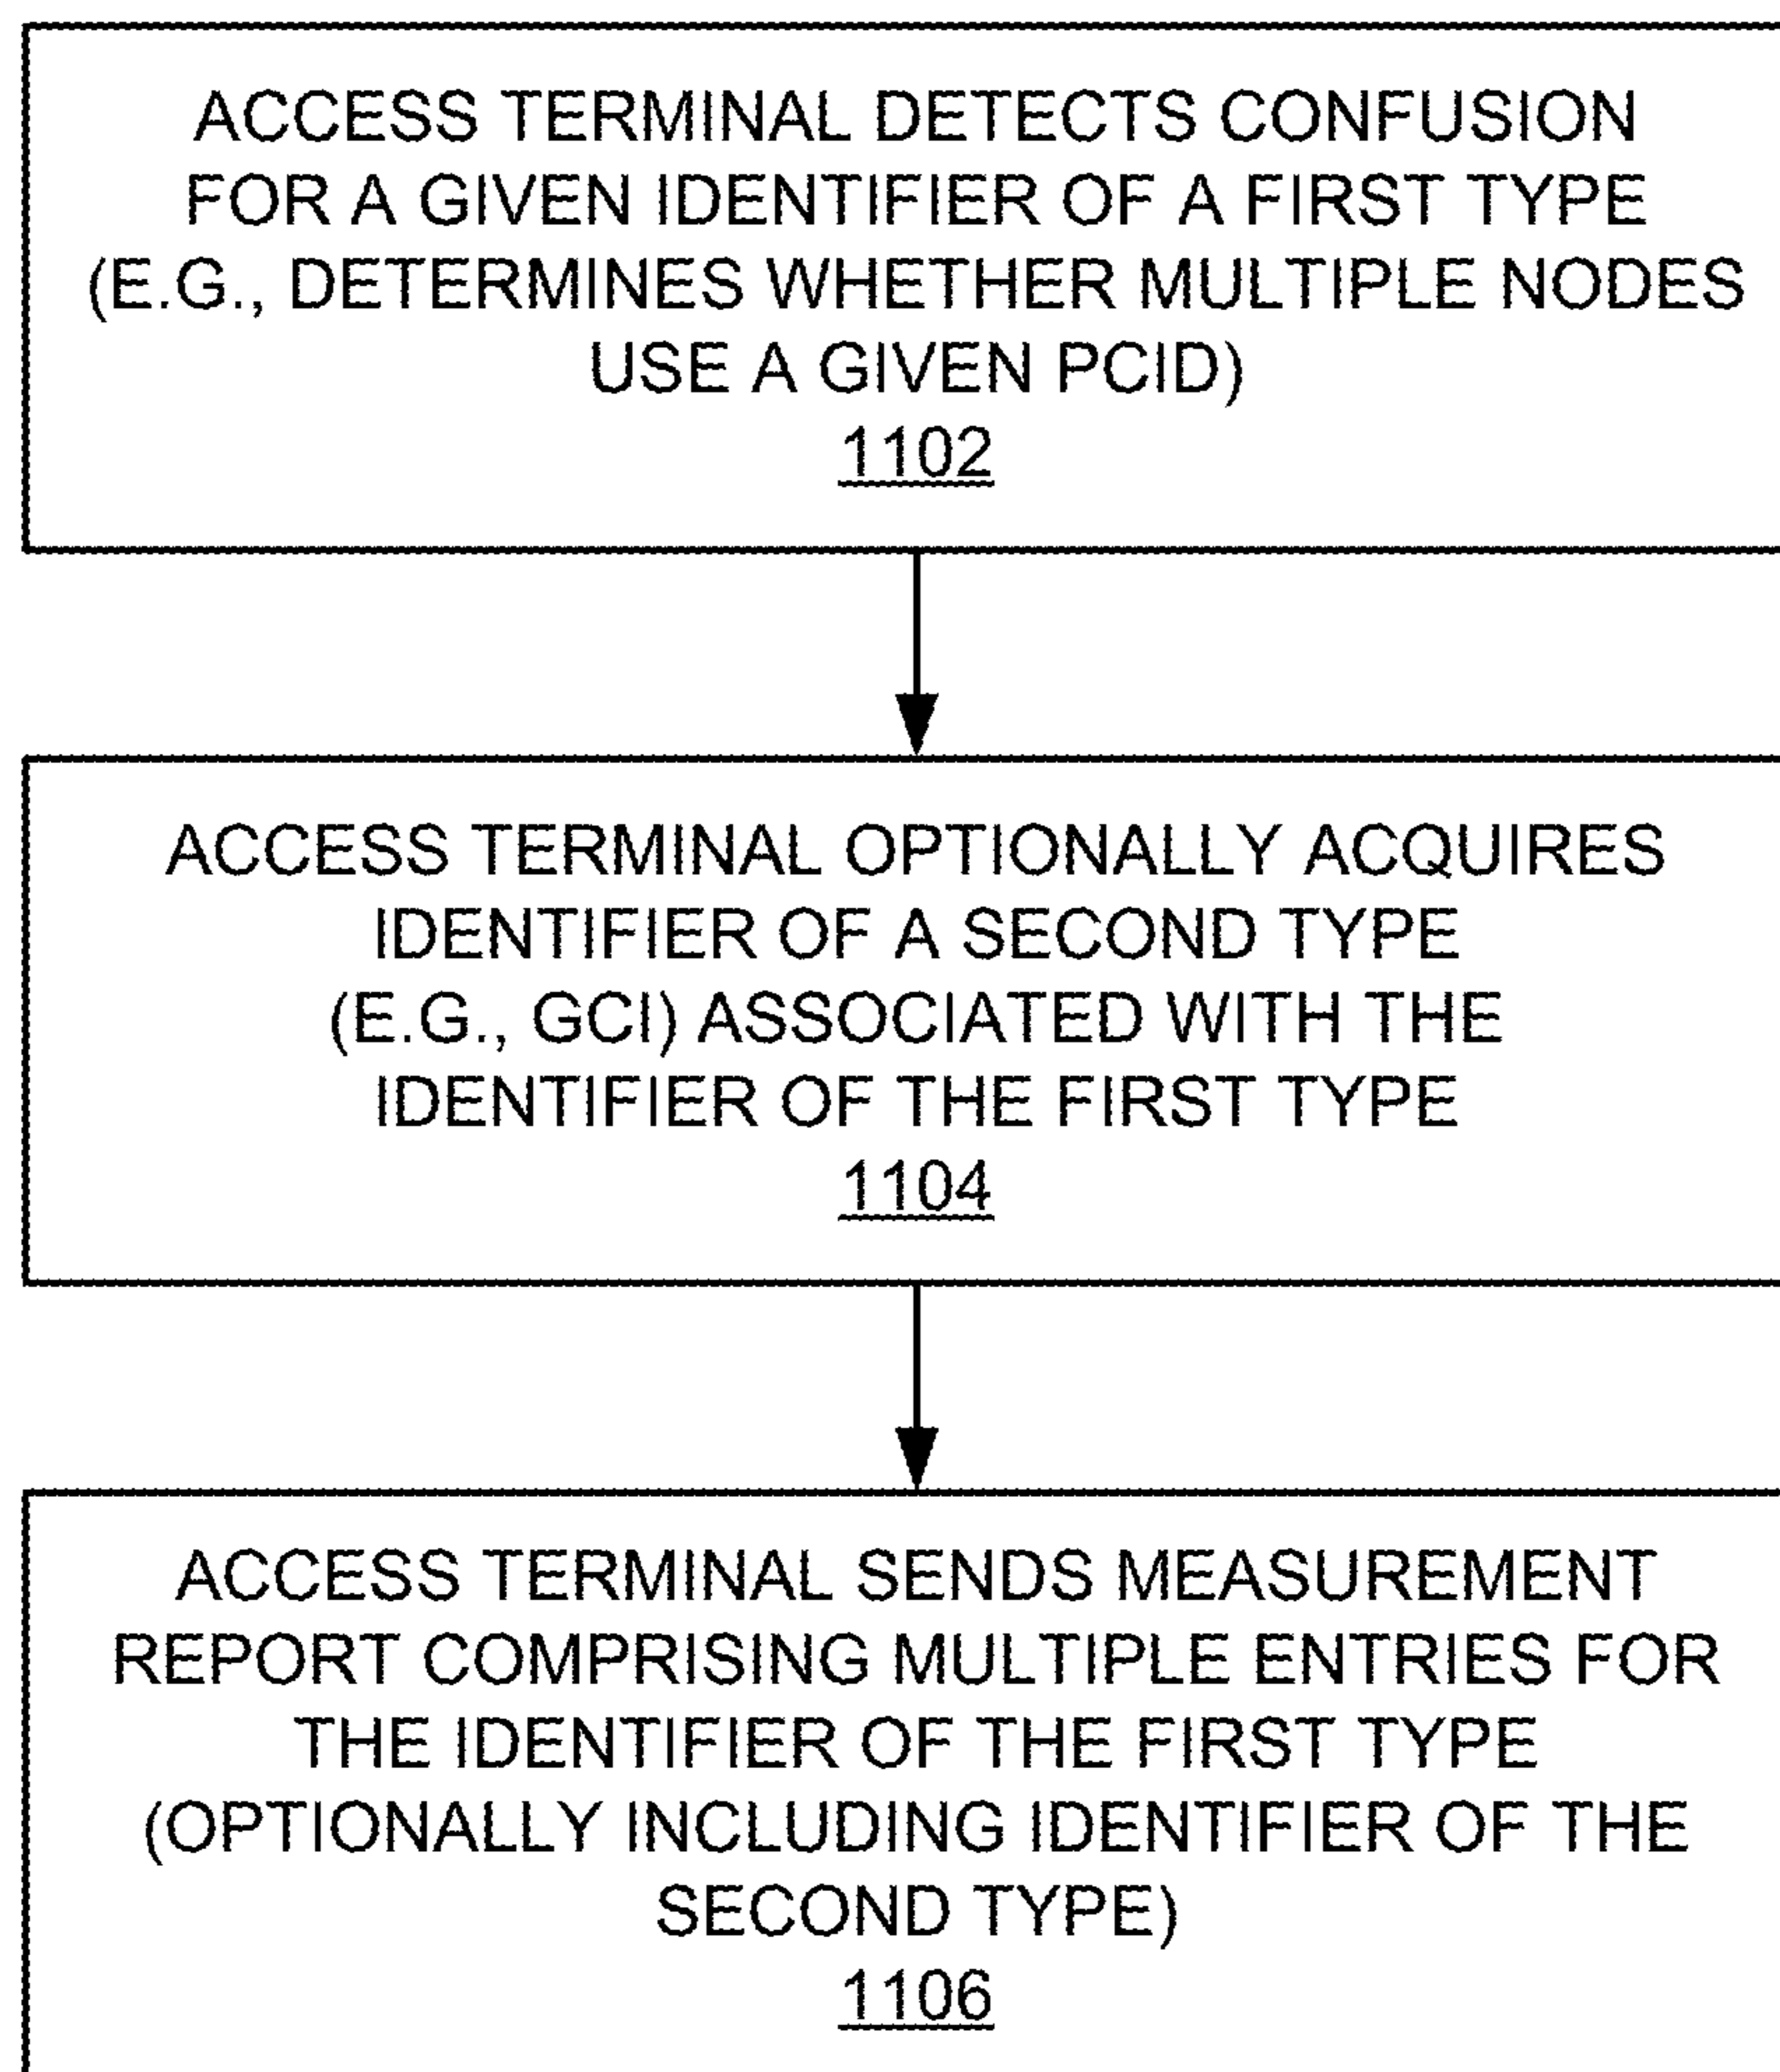 ACCESS TERMINAL DETECTS CONFUSION
FOR A GIVEN IDENTIFIER OF A FIRST TYPE
(E.G., DETERMINES WHETHER MULTIPLE NODES
USE A GIVEN PCID)
1102
ACCESS TERMINAL OPTIONALLY ACQUIRES
IDENTIFIER OF A SECOND TYPE
(E.G., GCI) ASSOCIATED WITH THE
IDENTIFIER OF THE FIRST TYPE
1104
ACCESS TERMINAL SENDS MEASUREMENT
REPORT COMPRISING MULTIPLE ENTRIES FOR
THE IDENTIFIER OF THE FIRST TYPE
(OPTIONALLY INCLUDING IDENTIFIER OF THE
SECOND TYPE)
1106